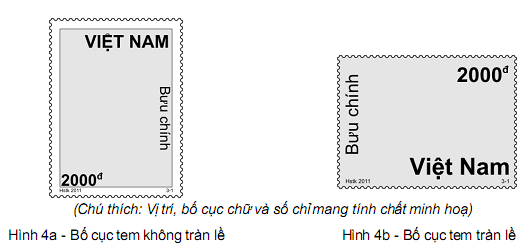 VIỆT NAM
Bưu chính
2000đ
Hstk 2011 3-1
2000đ
Bưu chính
Việt Nam
Hstk 2011 3-1
(Chú thích: Vị trí, bố cục chữ và số chỉ mang tính chất minh hoạ)
Hình 4a - Bố cục tem không tràn lề
Hình 4b - Bố cục tem tràn lề